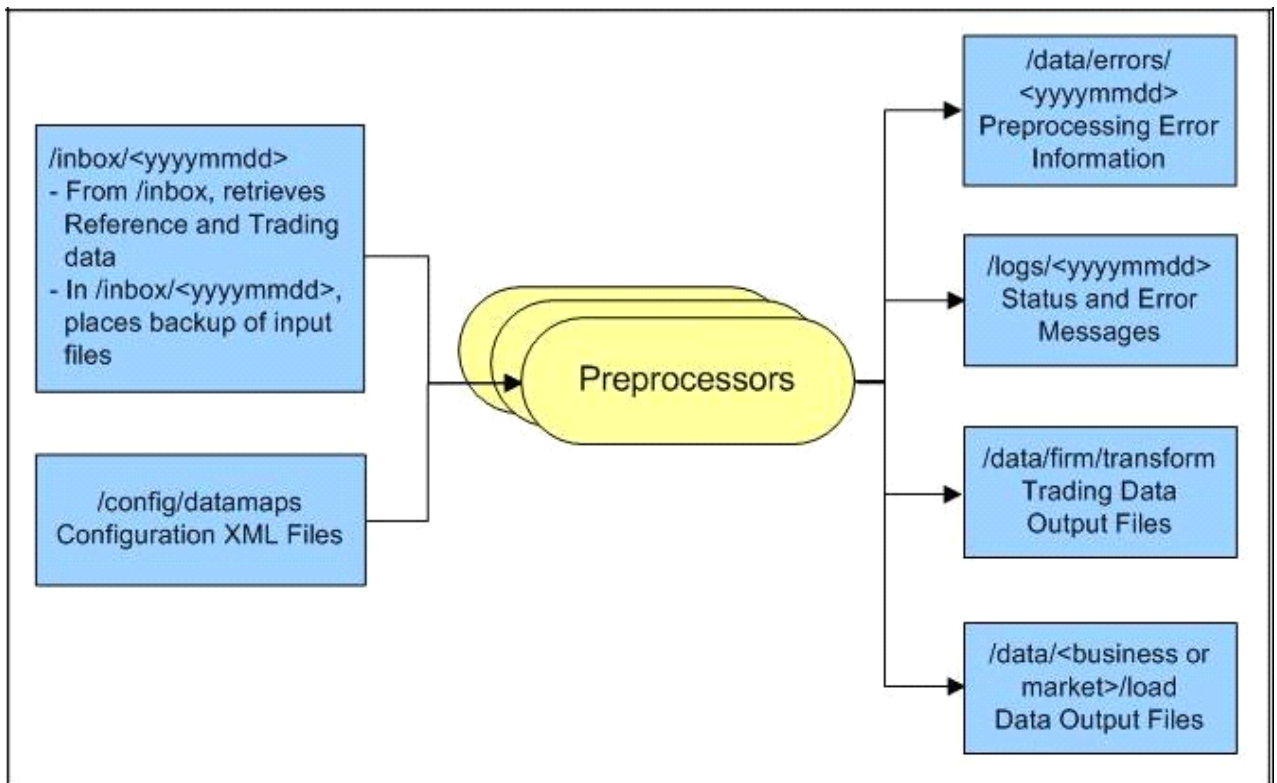 /inbox/<yyyymmdd>
- From /inbox, retrieves
Reference and Trading
data
- In /inbox/<yyyymmdd>,
places backup of input
files
/config/datamaps
Configuration XML Files
Preprocessors
/data/errors/
<yyyymmdd>
Preprocessing Error
Information
/logs/<yyyymmdd>
Status and Error
Messages
/data/firm/transform
Trading Data
Output Files
/data/<business or
market>/load
Data Output Files